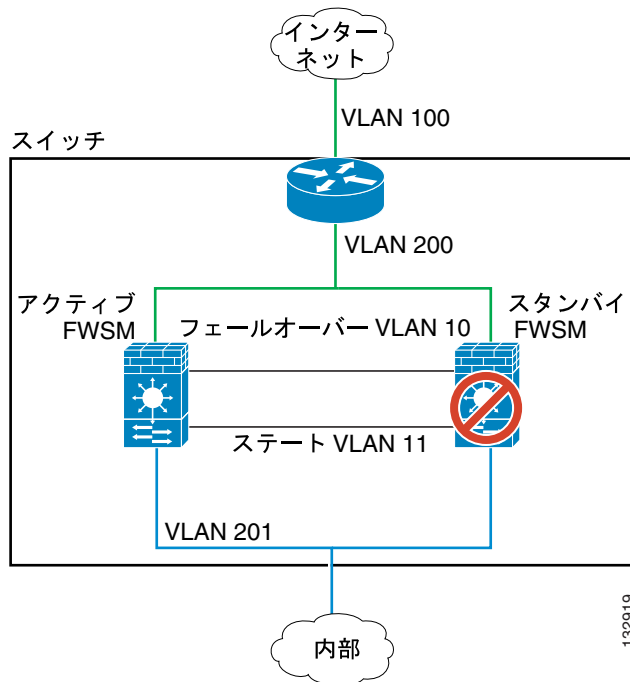 インター
ネット
VLAN 100
スイッチ
VLAN 200
アクティブ
FWSM
フェールオーバー VLAN 10
スタンバイ
FWSM
ステート VLAN 11
VLAN 201
内部
132919